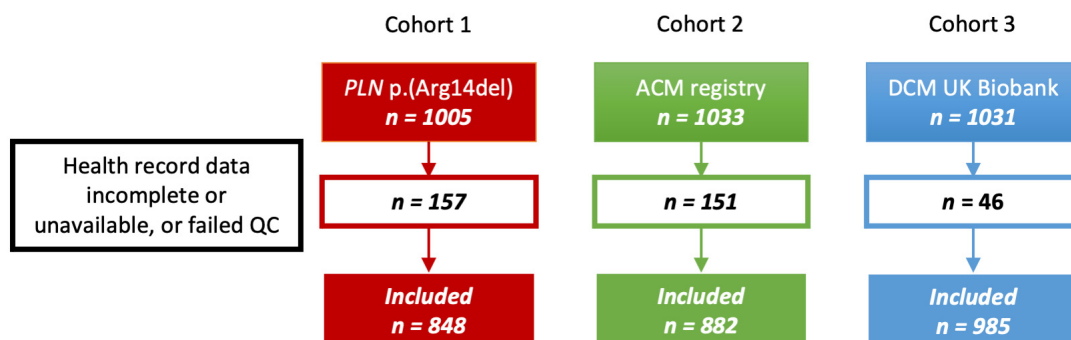 Cohort 1
Cohort 2
Cohort 3
PLN p.(Arg14del)
n = 1005
ACM registry
n = 1033
DCM UK Biobank
n = 1031
Health record data
incomplete or
unavailable, or failed QC
n = 157
n = 151
n = 46
Included
n = 848
Included
n = 882
Included
n = 985